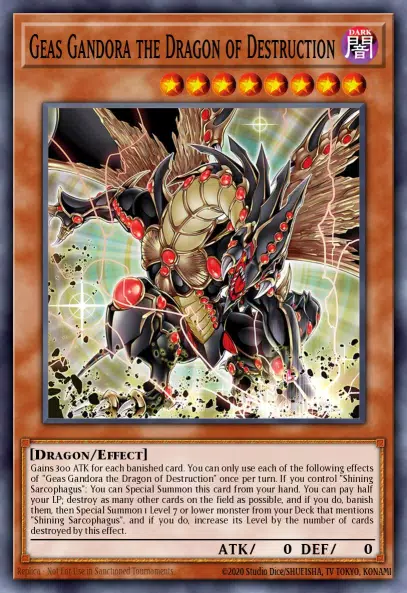 GEAS GANDORA THE DRAGON OF DESTRUCTION
DARK
闇
[DRAGON/EFFECT]
Gains 300 ATK for each banished card. You can only use each of the following effects
of "Geas Gandora the Dragon of Destruction" once per turn. If you control "Shining
Sarcophagus": You can Special Summon this card from your hand. You can pay half
your LP; destroy as many other cards on the field as possible, and if you do, banish
them, then Special Summon 1 Level 7 or lower monster from your Deck that mentions
"Shining Sarcophagus", and if you do, increase its Level by the number of cards
destroyed by this effect.
ATK/ 0 DEF/ 0
Replica - Not For Use in Sanctioned Tournaments. ©2020 Studio Dice/SHUEISHA, TV TOKYO, KONAMI